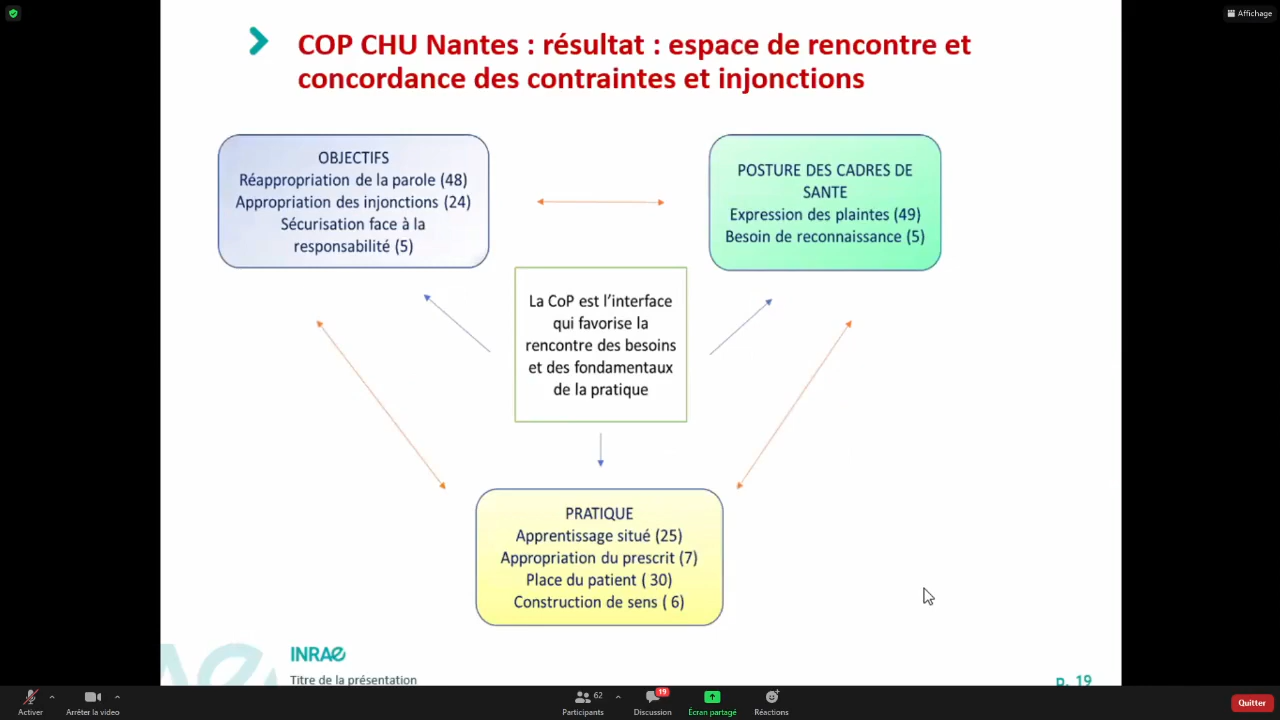 Affichage
COP CHU Nantes : résultat : espace de rencontre et
concordance des contraintes et injonctions
OBJECTIFS
Réappropriation de la parole (48)
Appropriation des injonctions (24)
Sécurisation face à la
responsabilité (5)
POSTURE DES CADRES DE
SANTE
Expression des plaintes (49)
Besoin de reconnaissance (5)
La CoP est l’interface
qui favorise la
rencontre des besoins
et des fondamentaux
de la pratique
PRATIQUE
Apprentissage situé (25)
Appropriation du prescrit (7)
Place du patient ( 30)
Construction de sens ( 6)
INRAE
Titre de la présentation
p. 19
Activer
Arrêter la video
62
Participants
19
Discussion
Écran partagé
Réactions
Quitter